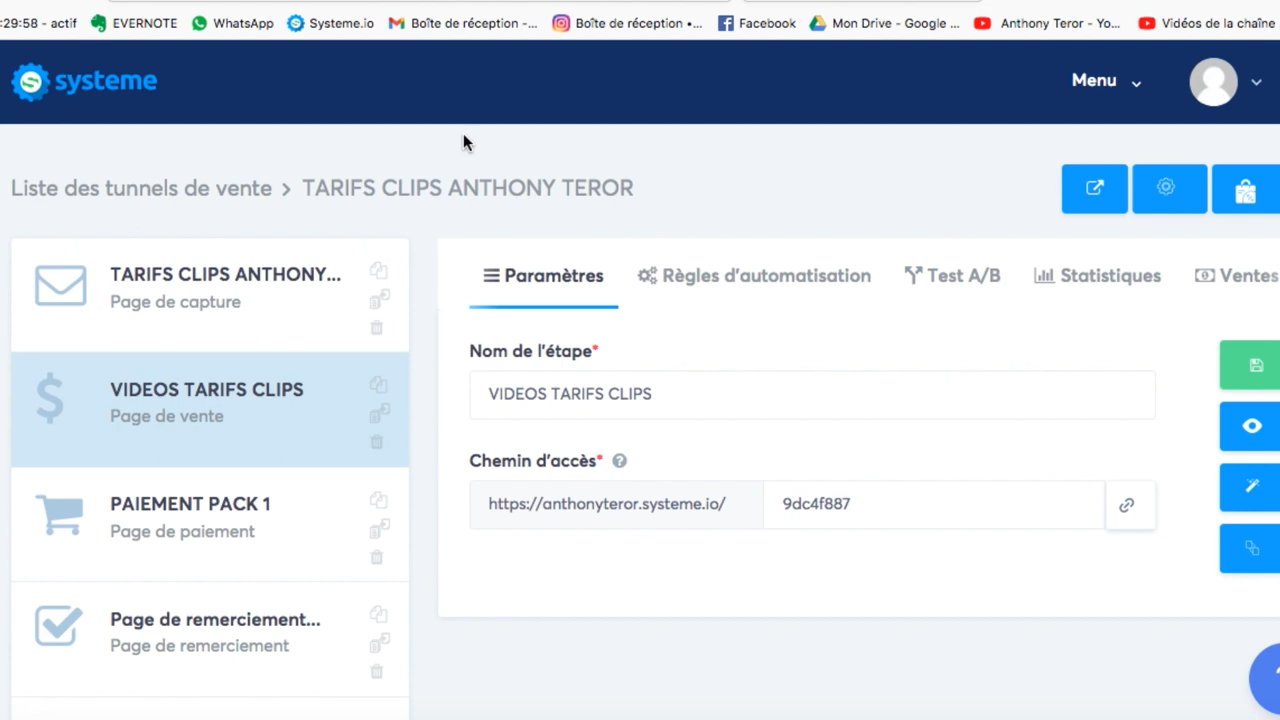 :29:58 - actif EVERNOTE WhatsApp Systeme.io Boîte de réception -... Boîte de réception •... Facebook Mon Drive - Google ... Anthony Teror - Yo... Vidéos de la chaîne
systeme
Menu
Liste des tunnels de vente > TARIFS CLIPS ANTHONY TEROR
TARIFS CLIPS ANTHONY...
Page de capture
VIDEOS TARIFS CLIPS
Page de vente
PAIEMENT PACK 1
Page de paiement
Page de remerciement...
Page de remerciement
Paramètres Règles d'automatisation Test A/B Statistiques Ventes
Nom de l'étape*
VIDEOS TARIFS CLIPS
Chemin d'accès* ?
https://anthonyteror.systeme.io/ 9dc4f887